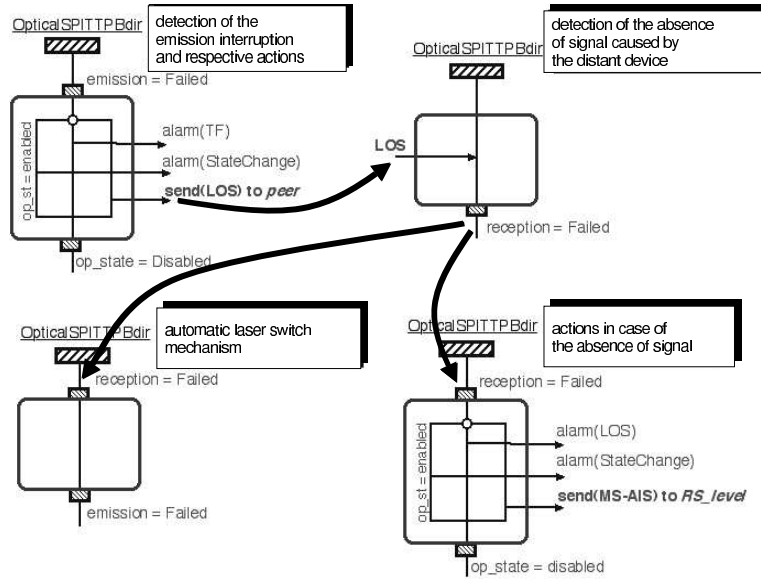 OpticalSPITTPBdir
detection of the
emission interruption
and respective actions
emission = Failed
op_st = enabled
alarm(TF)
alarm(StateChange)
send(LOS) to peer
op_state = Disabled
OpticalSPITTPBdir
detection of the absence
of signal caused by
the distant device
LOS
reception = Failed
OpticalSPITTPBdir
automatic laser switch
mechanism
reception = Failed
emission = Failed
OpticalSPITTPBdir
actions in case of
the absence of signal
reception = Failed
op_st = enabled
alarm(LOS)
alarm(StateChange)
send(MS-AIS) to RS_level
op_state = disabled